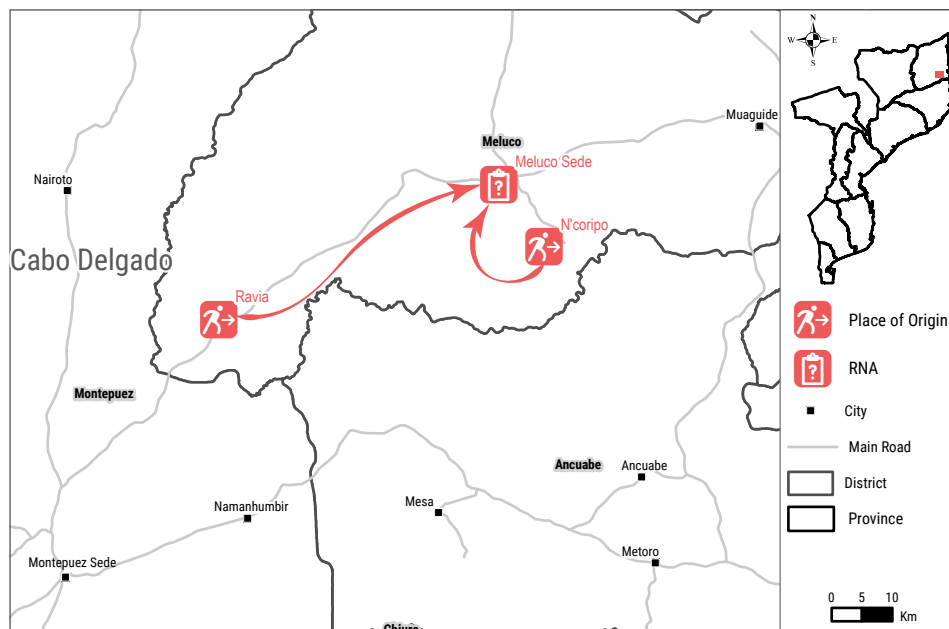 N
W E
S
Muaguide
Meluco
Meluco Sede
Nairoto
N'coripo
Cabo Delgado
Ravia
Montepuez
Ancuabe
Ancuabe
Namanhumbir
Mesa
Metoro
Montepuez Sede
Chiure
Place of Origin
?
RNA
City
Main Road
District
Province
0 5 10
Km